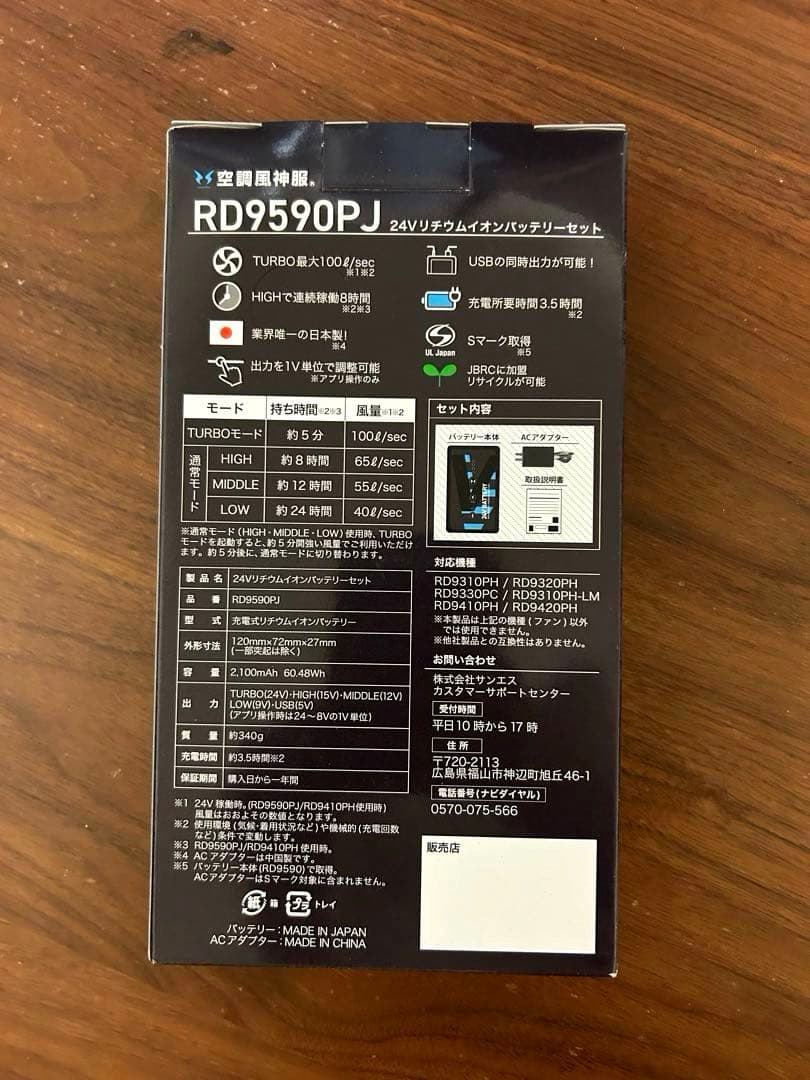 空調風神服®
RD9590PJ 24Vリチウムイオンバッテリーセット
TURBO最大100ℓ/sec
※1※2
HIGHで連続稼働8時間
※2※3
業界唯一の日本製!
※4
出力を1V単位で調整可能
※アプリ操作のみ
USBの同時出力が可能!
充電所要時間3.5時間
※2
Sマーク取得
※5
UL Japan
JBRCに加盟
リサイクルが可能
モード 持ち時間※2※3 風量※1※2
TURBOモード 約5分 100ℓ/sec
通常モード
HIGH 約8時間 65ℓ/sec
MIDDLE 約12時間 55ℓ/sec
LOW 約24時間 40ℓ/sec
※通常モード(HIGH・MIDDLE・LOW)使用時、TURBO
モードを起動すると、約5分間強い風量でご利用いただけ
ます。約5分後に、通常モードに切り替わります。
製品名 24Vリチウムイオンバッテリーセット
品番 RD9590PJ
型式 充電式リチウムイオンバッテリー
外形寸法 120mm×72mm×27mm
(一部突起は除く)
容量 2,100mAh 60.48Wh
出力 TURBO(24V)・HIGH(15V)・MIDDLE(12V)
LOW(9V)・USB(5V)
(アプリ操作時は24〜8Vの1V単位)
質量 約340g
充電時間 約3.5時間※2
保証期間 購入日から一年間
※1 24V稼働時。(RD9590PJ/RD9410PH使用時)
風量はおおよその数値となります。
※2 使用環境(気候・着用状況など)や機械的(充電回数
など)条件で変動します。
※3 RD9590PJ/RD9410PH使用時。
※4 ACアダプターは中国製です。
※5 バッテリー本体(RD9590)で取得。
ACアダプターはSマーク対象に含まれません。
紙 箱 プラ トレイ
バッテリー:MADE IN JAPAN
ACアダプター:MADE IN CHINA
セット内容
バッテリー本体 ACアダプター
24V BATTERY
取扱説明書
対応機種
RD9310PH / RD9320PH
RD9330PC / RD9310PH-LM
RD9410PH / RD9420PH
※本製品は上記の機種(ファン)以外
では使用できません。
※他社製品との互換性はありません。
お問い合わせ
株式会社サンエス
カスタマーサポートセンター
受付時間
平日10時から17時
住所
〒720-2113
広島県福山市神辺町旭丘46-1
電話番号(ナビダイヤル)
0570-075-566
販売店